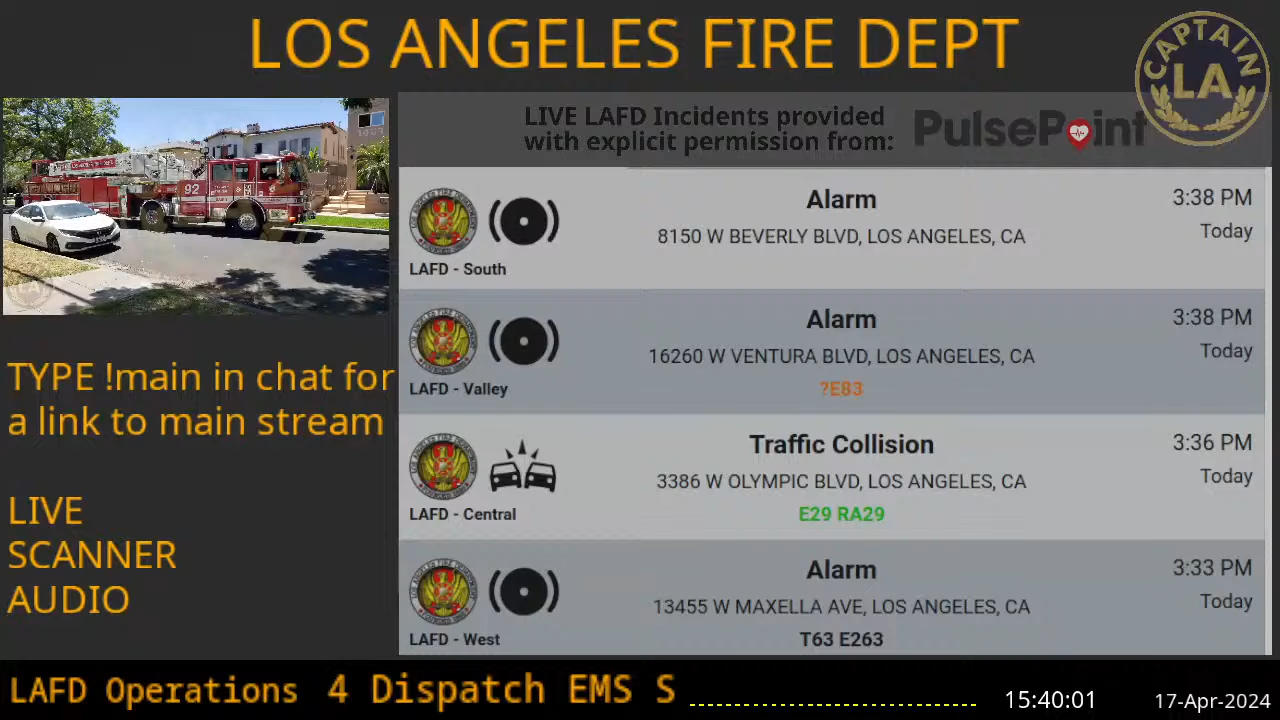 LOS ANGELES FIRE DEPT
CAPTAIN
LA
LIVE LAFD Incidents provided
with explicit permission from:
PulsePoint
92
Alarm
3:38 PM
8150 W BEVERLY BLVD, LOS ANGELES, CA
Today
LAFD - South
Alarm
3:38 PM
16260 W VENTURA BLVD, LOS ANGELES, CA
Today
LAFD - Valley
?E83
TYPE !main in chat for
a link to main stream
Traffic Collision
3:36 PM
3386 W OLYMPIC BLVD, LOS ANGELES, CA
Today
LAFD - Central
E29 RA29
LIVE
SCANNER
AUDIO
Alarm
3:33 PM
13455 W MAXELLA AVE, LOS ANGELES, CA
Today
LAFD - West
T63 E263
LAFD Operations 4 Dispatch EMS S
15:40:01
17-Apr-2024